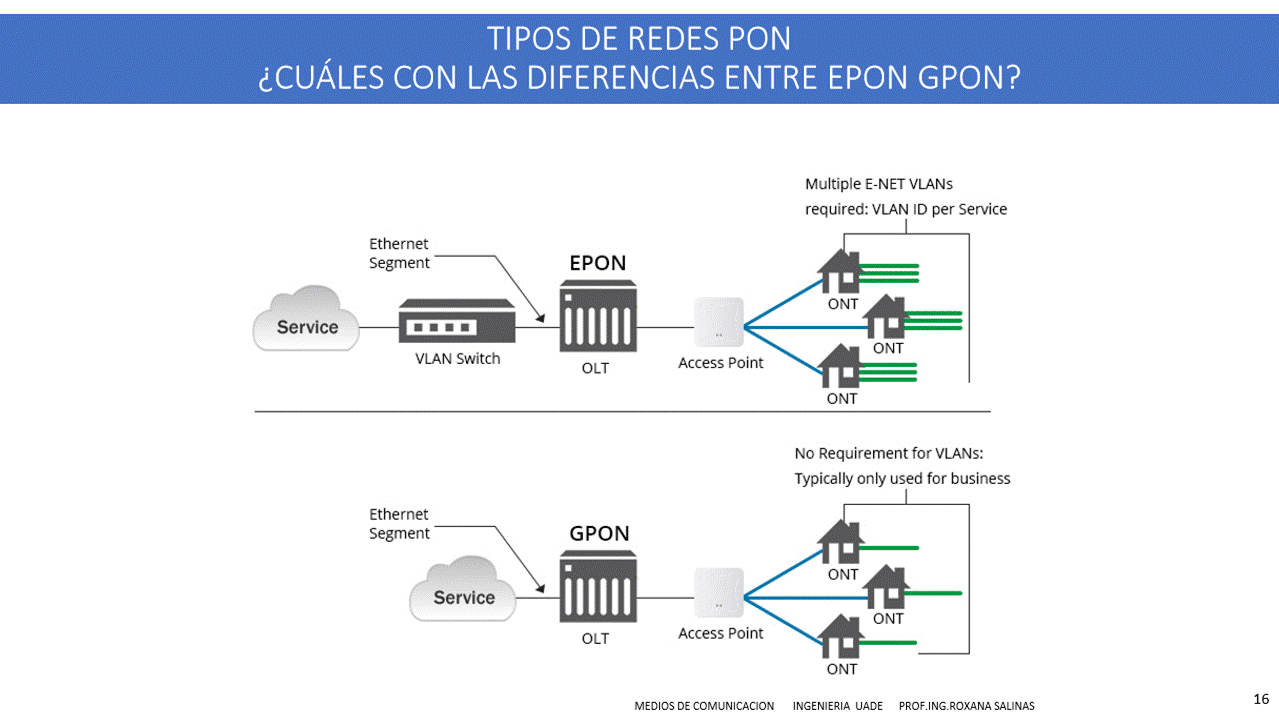 TIPOS DE REDES PON
¿CUÁLES CON LAS DIFERENCIAS ENTRE EPON GPON?
Multiple E-NET VLANs
required: VLAN ID per Service
Ethernet
Segment
EPON
Service
VLAN Switch
OLT
Access Point
ONT
ONT
ONT
No Requirement for VLANs:
Typically only used for business
Ethernet
Segment
GPON
Service
OLT
Access Point
ONT
ONT
ONT
MEDIOS DE COMUNICACION INGENIERIA UADE PROF.ING.ROXANA SALINAS
16